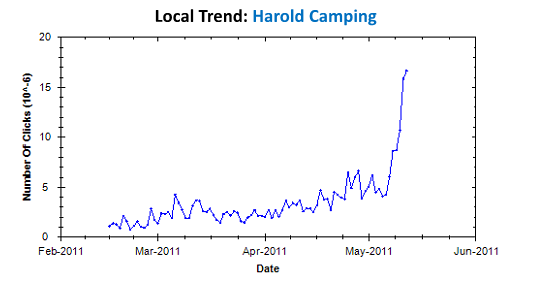 Local Trend: Harold Camping
20
15
10
5
0
Number Of Clicks (10^-6)
Feb-2011 Mar-2011 Apr-2011 May-2011 Jun-2011
Date